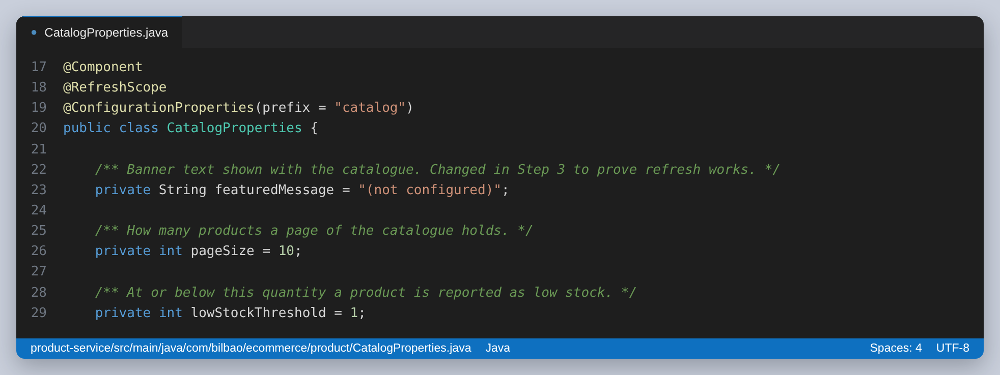 CatalogProperties.java
17 @Component
18 @RefreshScope
19 @ConfigurationProperties(prefix = "catalog")
20 public class CatalogProperties {
21
22     /** Banner text shown with the catalogue. Changed in Step 3 to prove refresh works. */
23     private String featuredMessage = "(not configured)";
24
25     /** How many products a page of the catalogue holds. */
26     private int pageSize = 10;
27
28     /** At or below this quantity a product is reported as low stock. */
29     private int lowStockThreshold = 1;
product-service/src/main/java/com/bilbao/ecommerce/product/CatalogProperties.java Java Spaces: 4 UTF-8